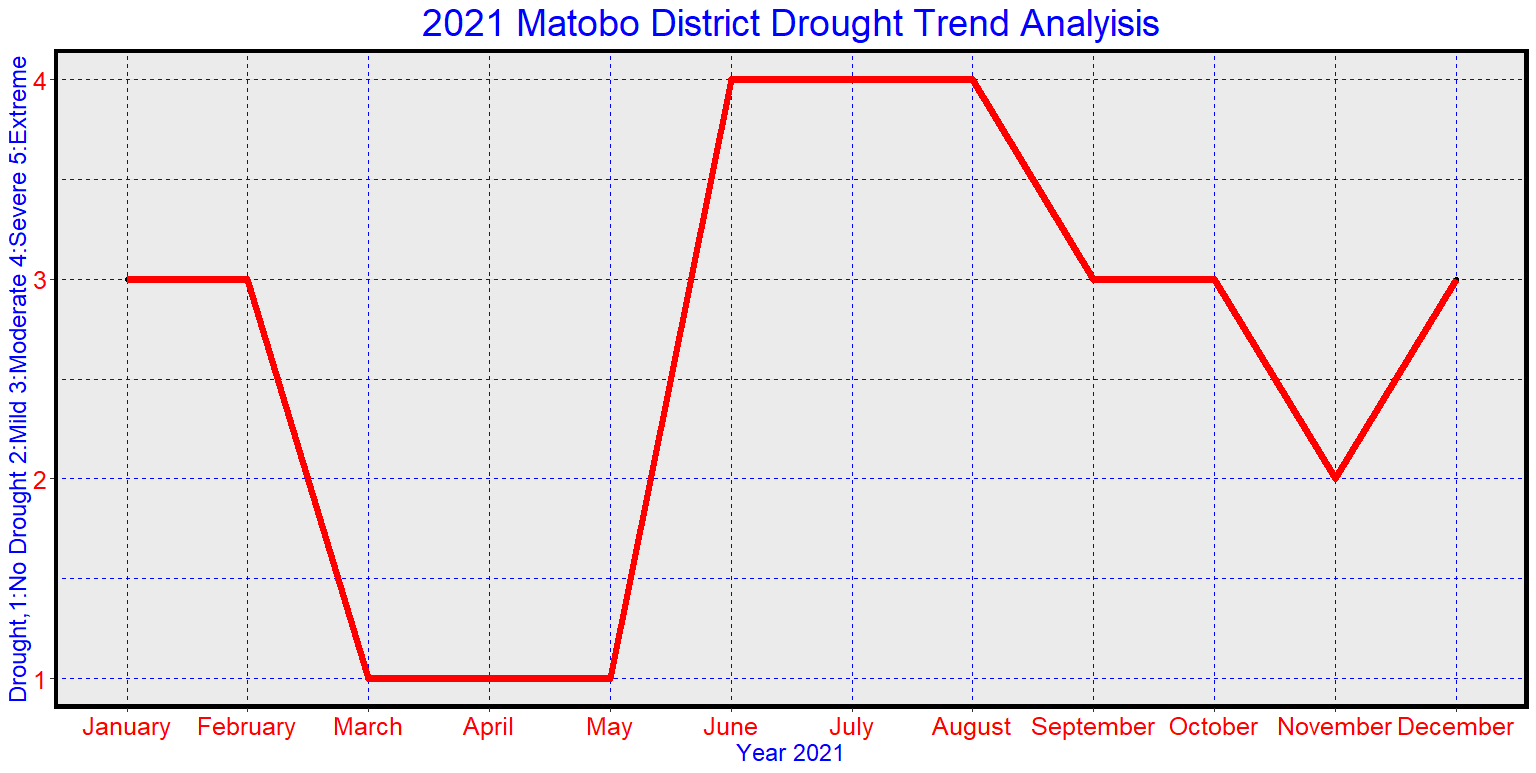 2021 Matobo District Drought Trend Analyisis
Drought,1:No Drought 2:Mild 3:Moderate 4:Severe 5:Extreme
4
3
2
1
January February March April May June July August September October November December
Year 2021